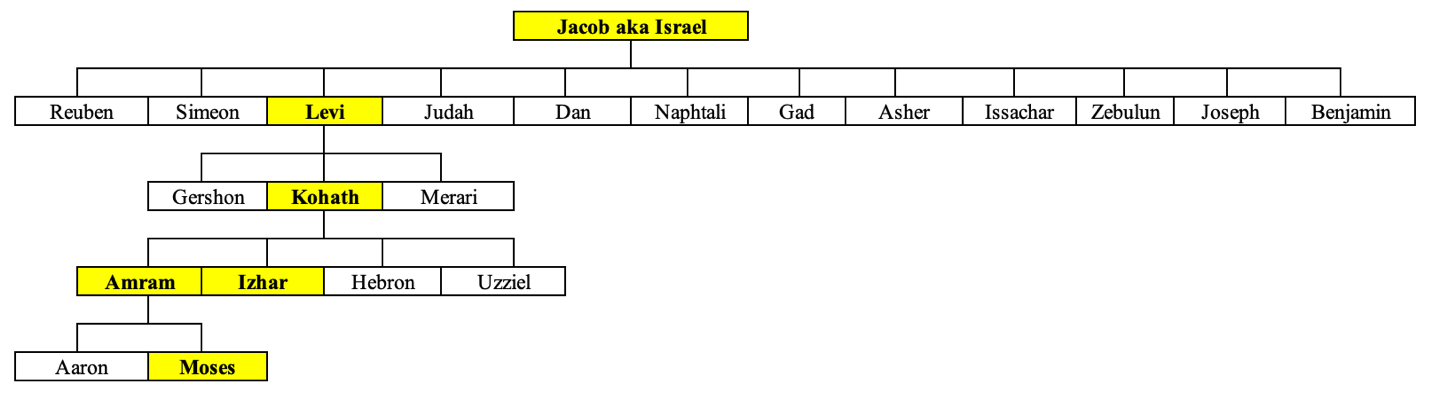 Jacob aka Israel
Reuben Simeon Levi Judah Dan Naphtali Gad Asher Issachar Zebulun Joseph Benjamin
Gershon Kohath Merari
Amram Izhar Hebron Uzziel
Aaron Moses